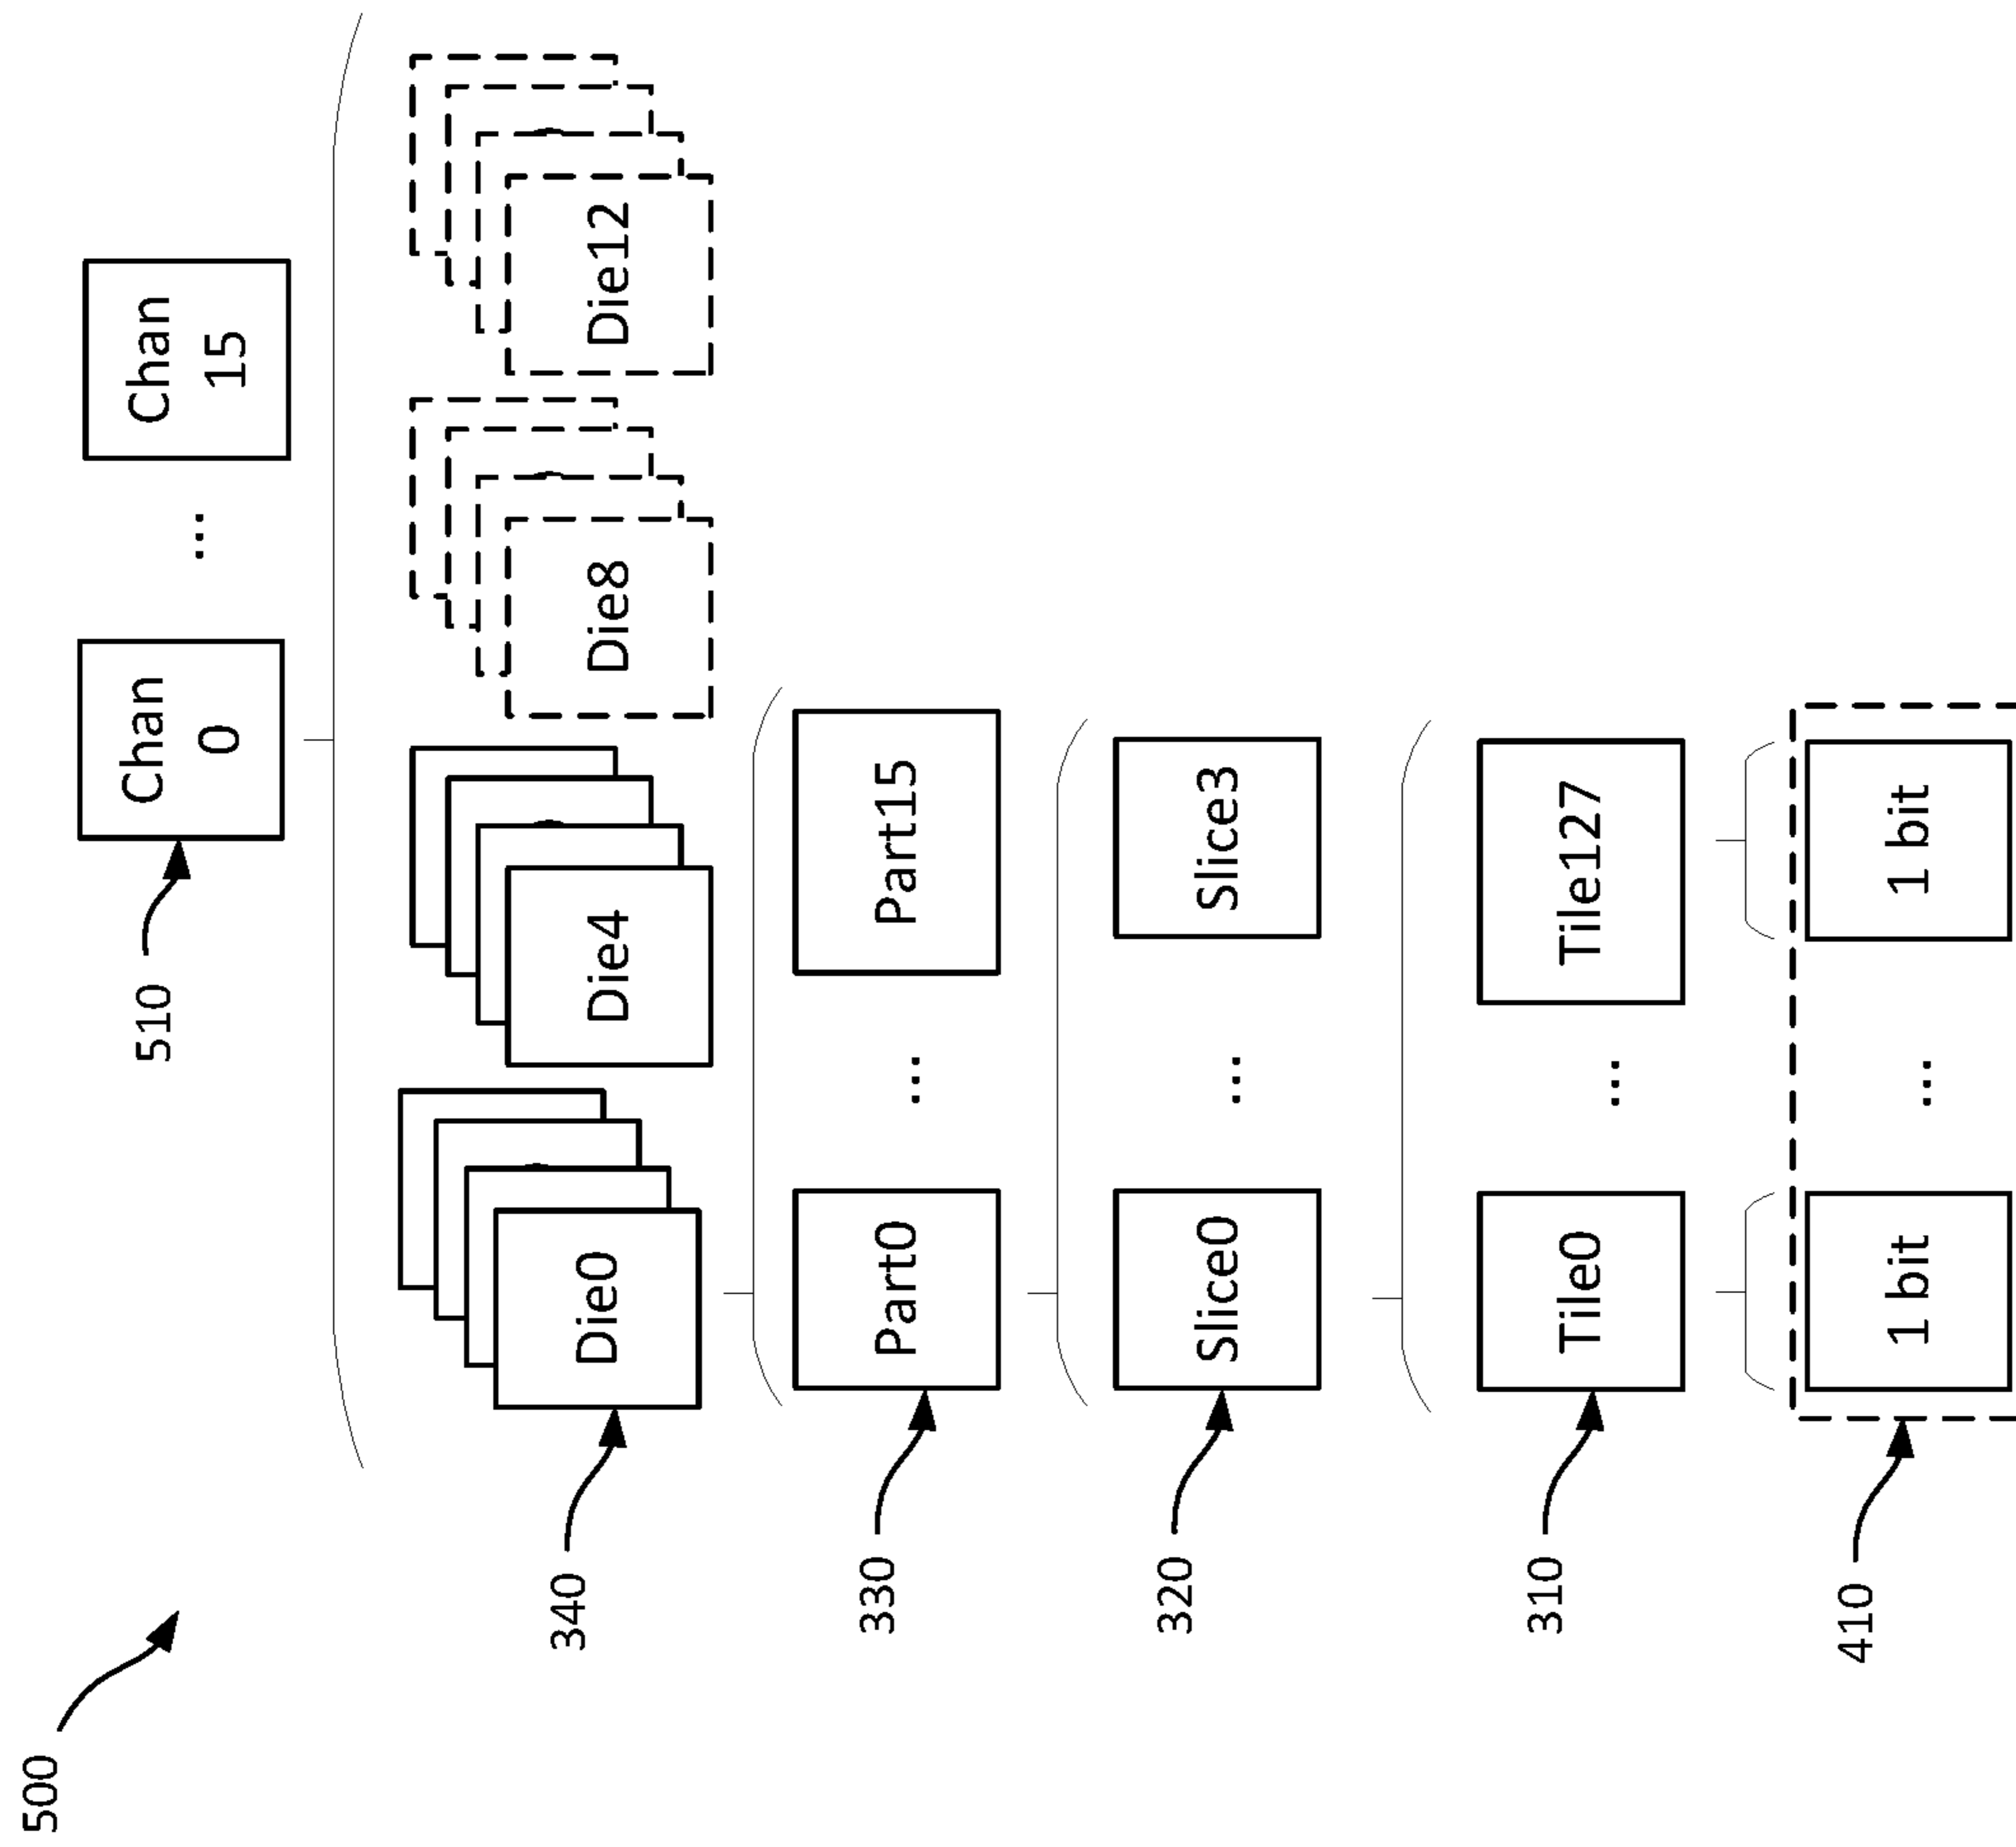 500
510
Chan
0
...
Chan
15
340
Die0
Die4
Die8
Die12
330
Part0
...
Part15
320
Slice0
...
Slice3
310
Tile0
...
Tile127
410
1 bit
...
1 bit